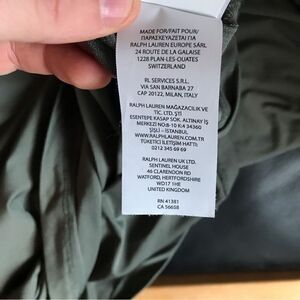 MADE FOR/FAIT POUR/
ΠΑΡΑΣΚΕΥΑΖΕΤΑΙ ΓΙΑ
RALPH LAUREN EUROPE SÀRL
24 ROUTE DE LA GALAISE
1228 PLAN-LES-OUATES
SWITZERLAND
RL SERVICES S.R.L.
VIA SAN BARNABA 27
CAP 20122, MILAN, ITALY
RALPH LAUREN MAĞAZACILIK VE
TİC. LTD. ŞTİ
ESENTEPE KASAP SOK. ALTINAY İŞ
MERKEZI NO:8-10 K:4 34360
ŞİŞLİ - İSTANBUL
WWW.RALPHLAUREN.COM.TR
TÜKETİCİ İLETİŞİM HATTI:
0212 345 69 69
RALPH LAUREN UK LTD.
SENTINEL HOUSE
46 CLARENDON RD
WATFORD, HERTFORDSHIRE
WD17 1HE
UNITED KINGDOM
RN 41381
CA 56658